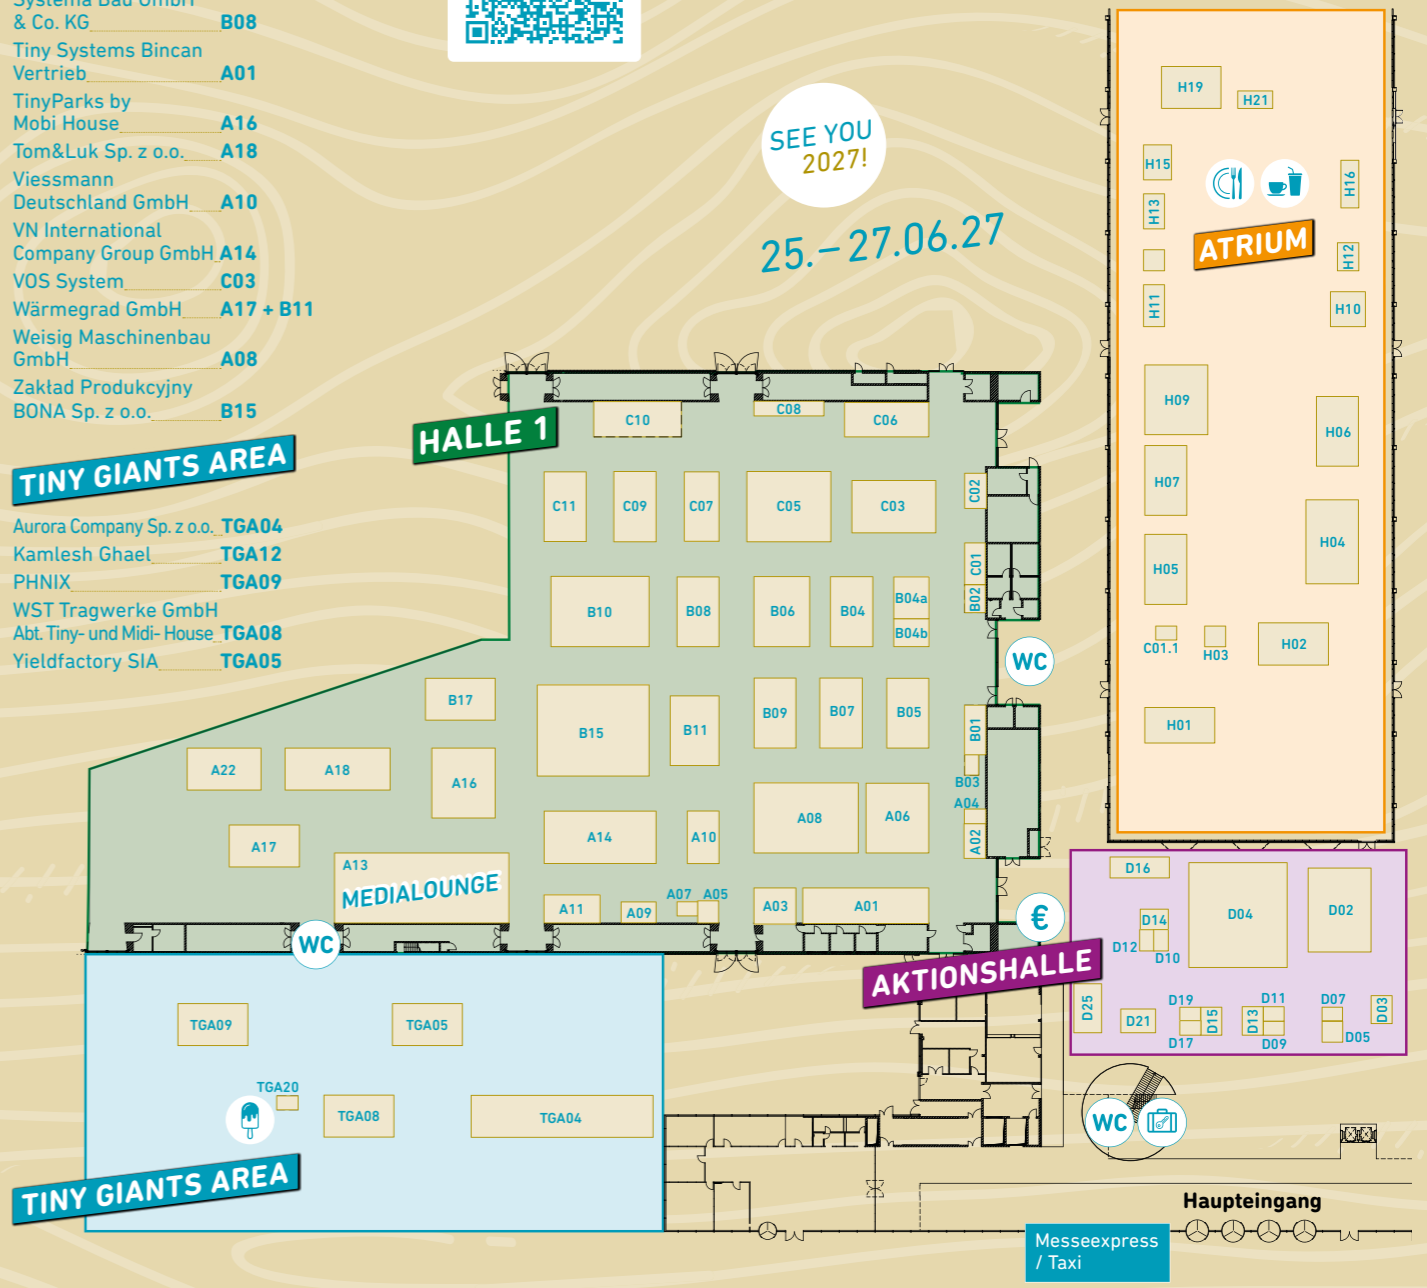 Systema Bau GmbH
& Co. KG B08
Tiny Systems Bincan
Vertrieb A01
TinyParks by
Mobi House A16
Tom&Luk Sp. z o.o. A18
Viessmann
Deutschland GmbH A10
VN International
Company Group GmbH A14
VOS System C03
Wärmegrad GmbH A17 + B11
Weisig Maschinenbau
GmbH A08
Zakład Produkcyjny
BONA Sp. z o.o. B15
TINY GIANTS AREA
Aurora Company Sp. z o.o. TGA04
Kamlesh Ghael TGA12
PHNIX TGA09
WST Tragwerke GmbH
Abt. Tiny- und Midi- House TGA08
Yieldfactory SIA TGA05
SEE YOU
2027!
25. – 27.06.27
HALLE 1
C10
C08
C06
C11
C09
C07
C05
C03
C02
C01
B10
B08
B06
B04
B04a
B04b
B02
WC
B17
B15
B11
B09
B07
B05
B01
B03
A22
A18
A16
A04
A17
A14
A10
A08
A06
A02
A13
MEDIALOUNGE
A11
A09
A07
A05
A03
A01
WC
€
ATRIUM
H19
H21
H15
H16
H13
H12
H11
H10
H09
H06
H07
H04
H05
C01.1
H03
H02
H01
AKTIONSHALLE
D16
D04
D02
D14
D12
D10
D25
D21
D19
D17
D15
D13
D11
D09
D07
D05
D03
TGA09
TGA05
TGA20
TGA08
TGA04
TINY GIANTS AREA
WC
Haupteingang
Messeexpress
/ Taxi